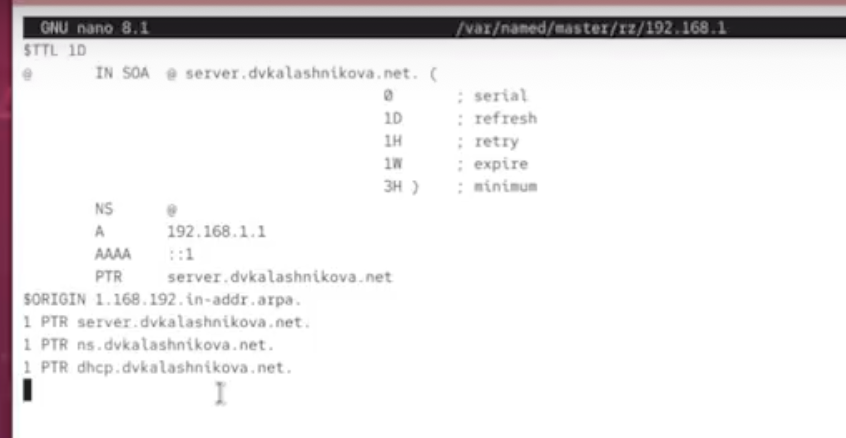 GNU nano 8.1 /var/named/master/rz/192.168.1
$TTL 1D
@ IN SOA @ server.dvkalashnikova.net. (
0 ; serial
1D ; refresh
1H ; retry
1W ; expire
3H ) ; minimum
NS @
A 192.168.1.1
AAAA ::1
PTR server.dvkalashnikova.net
$ORIGIN 1.168.192.in-addr.arpa.
1 PTR server.dvkalashnikova.net.
1 PTR ns.dvkalashnikova.net.
1 PTR dhcp.dvkalashnikova.net.